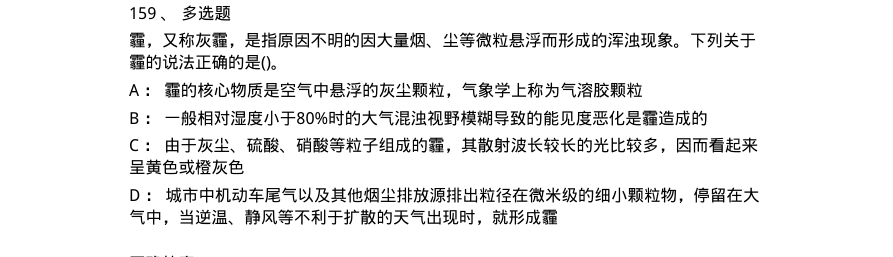 159 、 多选题
霾，又称灰霾，是指原因不明的因大量烟、尘等微粒悬浮而形成的浑浊现象。下列关于
霾的说法正确的是()。
A ： 霾的核心物质是空气中悬浮的灰尘颗粒，气象学上称为气溶胶颗粒
B ： 一般相对湿度小于80%时的大气混浊视野模糊导致的能见度恶化是霾造成的
C ： 由于灰尘、硫酸、硝酸等粒子组成的霾，其散射波长较长的光比较多，因而看起来
呈黄色或橙灰色
D ： 城市中机动车尾气以及其他烟尘排放源排出粒径在微米级的细小颗粒物，停留在大
气中，当逆温、静风等不利于扩散的天气出现时，就形成霾